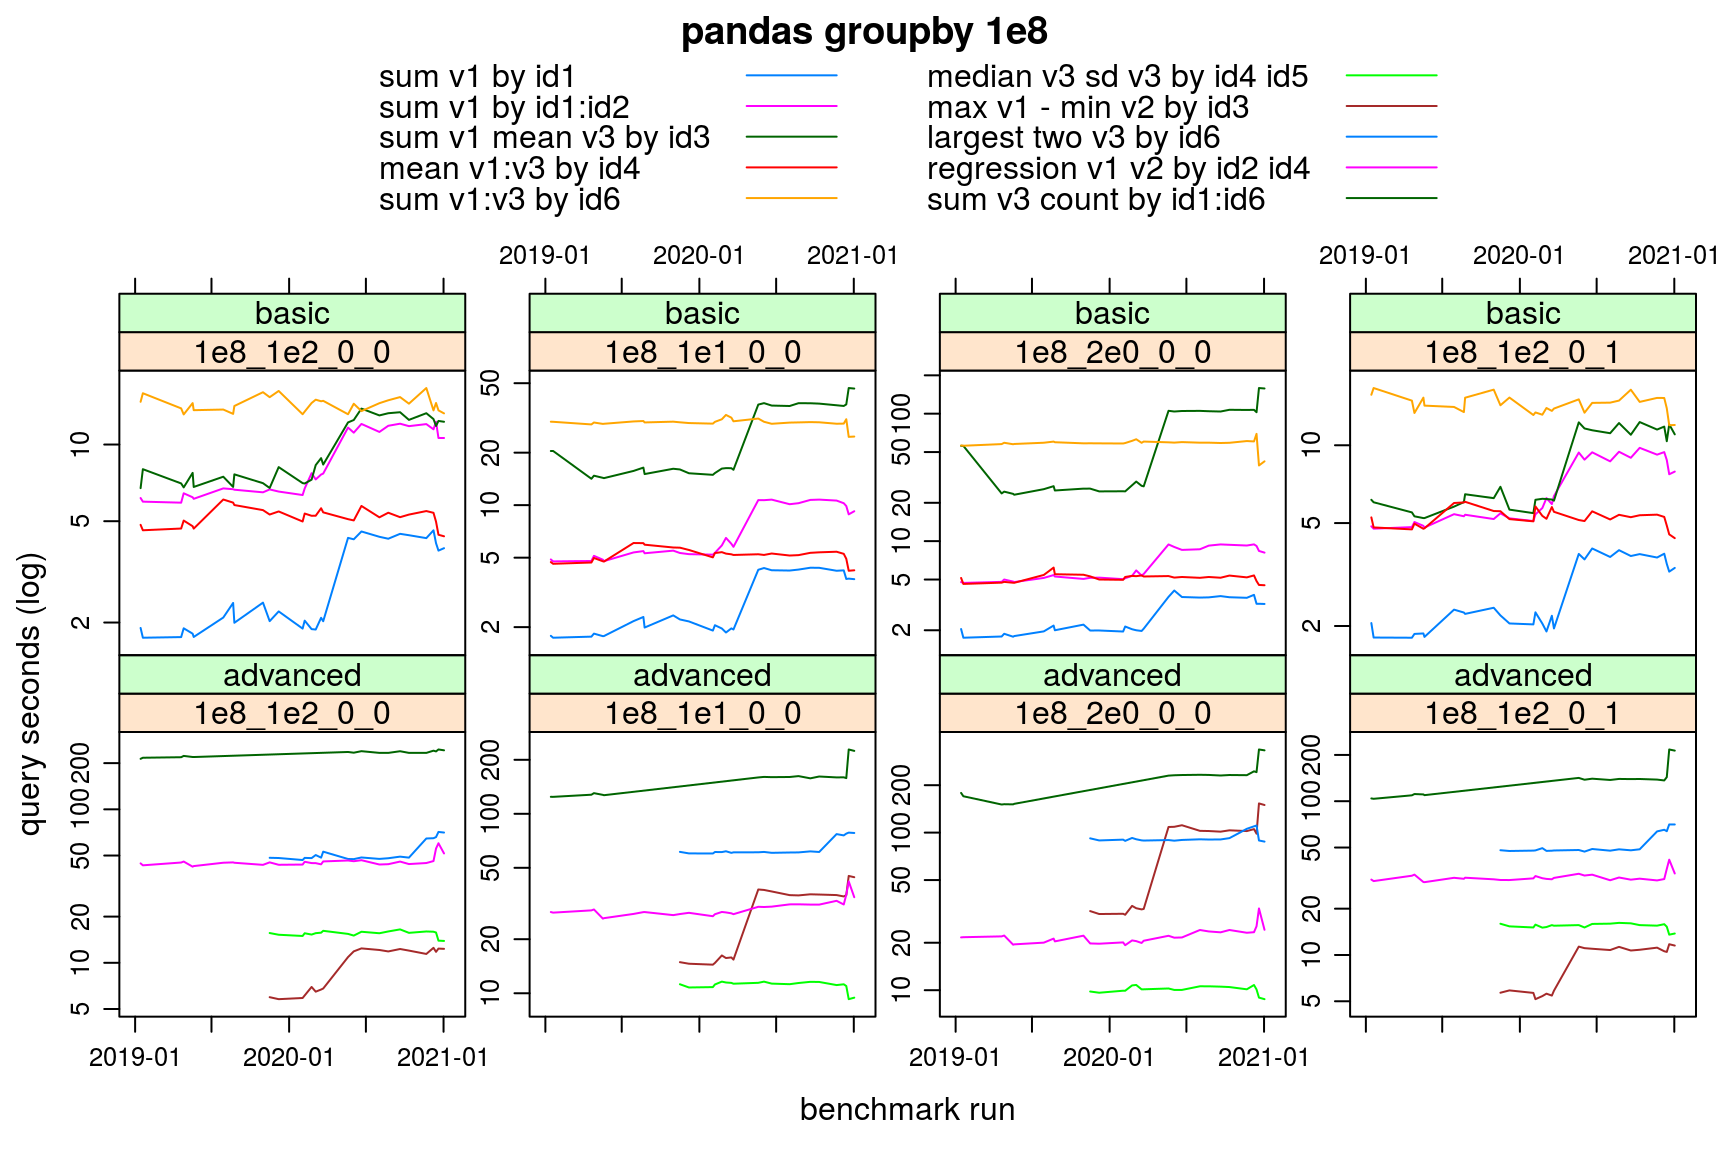 pandas groupby 1e8
sum v1 by id1
sum v1 by id1:id2
sum v1 mean v3 by id3
mean v1:v3 by id4
sum v1:v3 by id6
median v3 sd v3 by id4 id5
max v1 - min v2 by id3
largest two v3 by id6
regression v1 v2 by id2 id4
sum v3 count by id1:id6
2019-01 2020-01 2021-01
2019-01 2020-01 2021-01
basic
1e8_1e2_0_0
10
5
2
basic
1e8_1e1_0_0
50
20
10
5
2
basic
1e8_2e0_0_0
100
50
20
10
5
2
basic
1e8_1e2_0_1
10
5
2
advanced
1e8_1e2_0_0
200
100
50
20
10
5
advanced
1e8_1e1_0_0
200
100
50
20
10
advanced
1e8_2e0_0_0
200
100
50
20
10
advanced
1e8_1e2_0_1
200
100
50
20
10
5
2019-01 2020-01 2021-01
2019-01 2020-01 2021-01
query seconds (log)
benchmark run